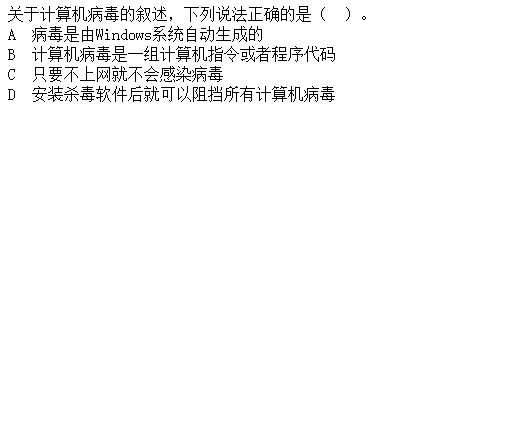 关于计算机病毒的叙述，下列说法正确的是（  ）。
A  病毒是由Windows系统自动生成的
B  计算机病毒是一组计算机指令或者程序代码
C  只要不上网就不会感染病毒
D  安装杀毒软件后就可以阻挡所有计算机病毒